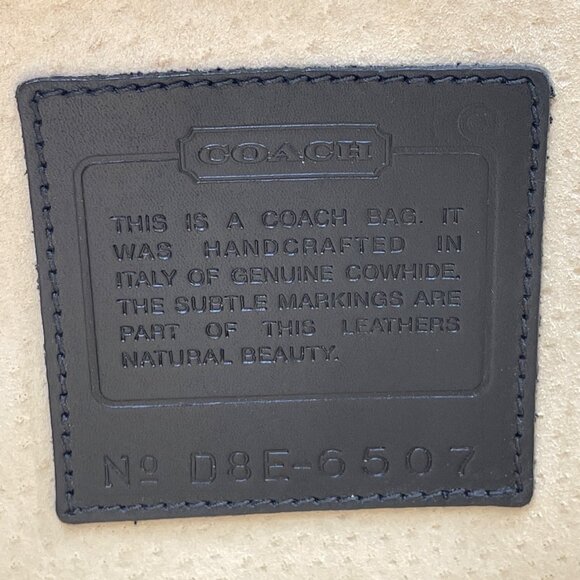 COACH
THIS IS A COACH BAG. IT
WAS HANDCRAFTED IN
ITALY OF GENUINE COWHIDE.
THE SUBTLE MARKINGS ARE
PART OF THIS LEATHERS
NATURAL BEAUTY.
Nº D8E-6507